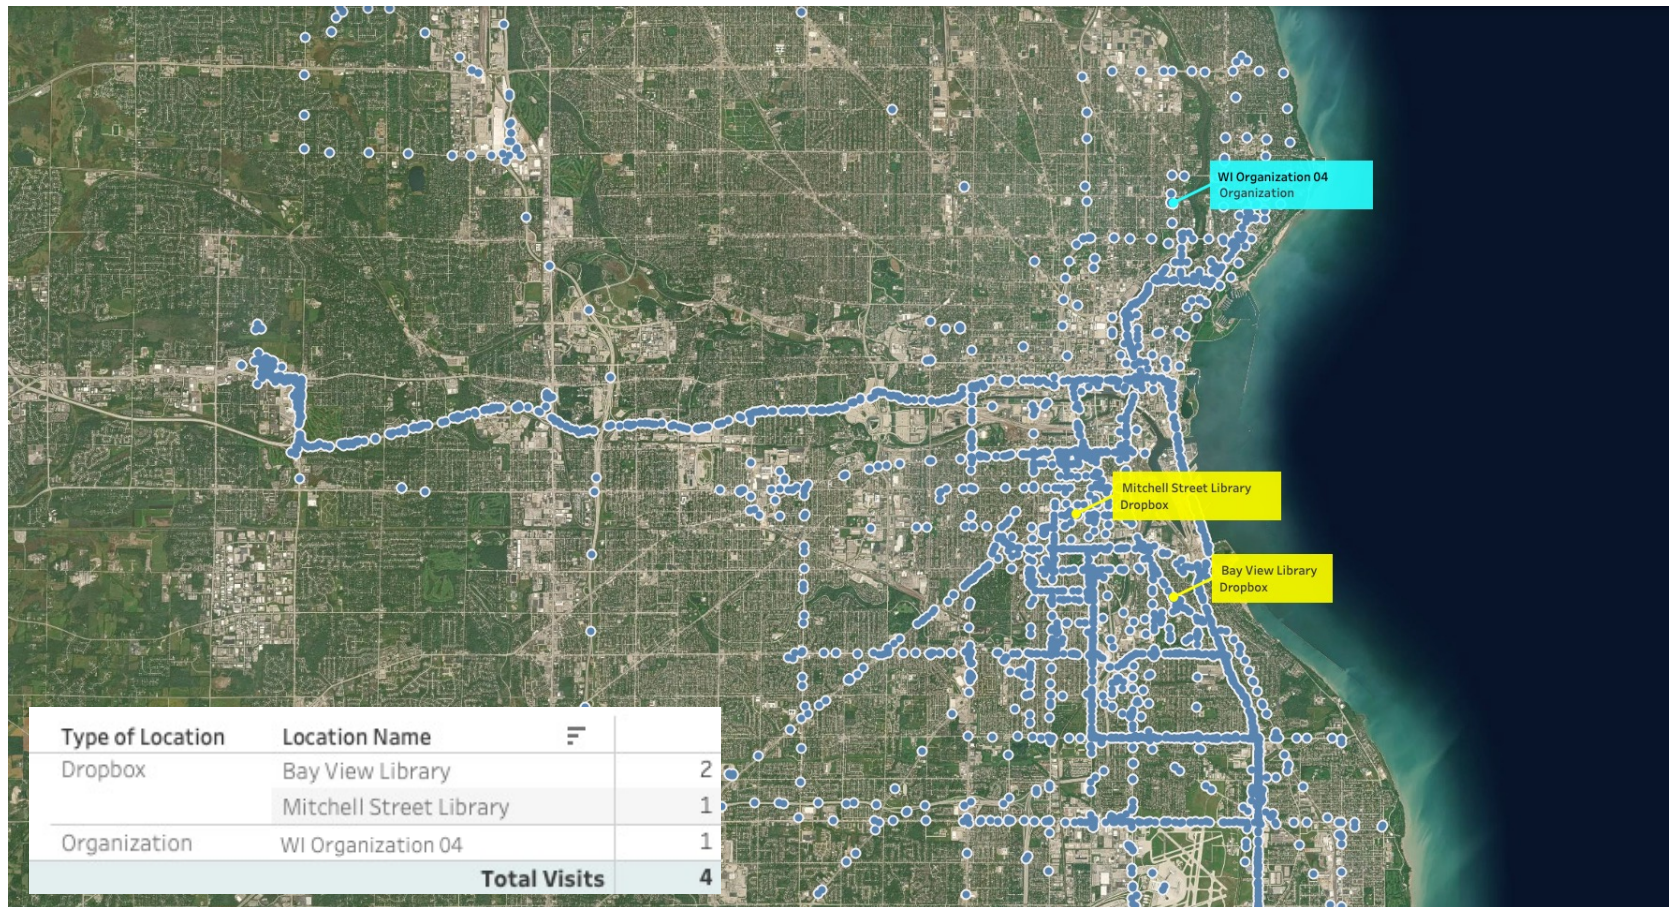 WI Organization 04
Organization
Mitchell Street Library
Dropbox
Bay View Library
Dropbox
Type of Location Location Name
Dropbox Bay View Library 2
Mitchell Street Library 1
Organization WI Organization 04 1
Total Visits 4